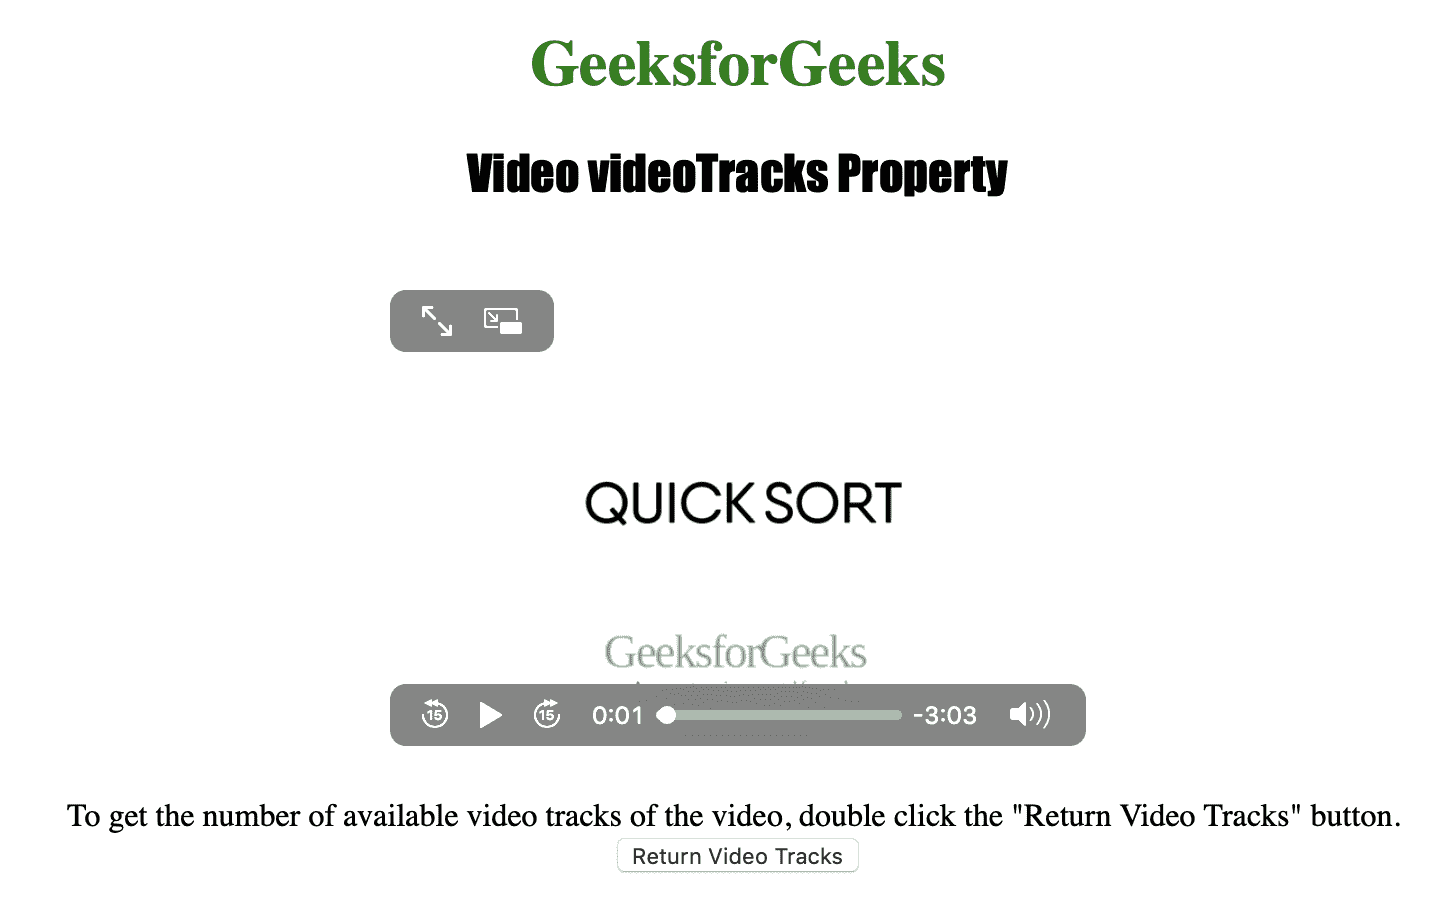 GeeksforGeeks
Video videoTracks Property
QUICK SORT
GeeksforGeeks
15
15
0:01
-3:03
To get the number of available video tracks of the video, double click the "Return Video Tracks" button.
Return Video Tracks